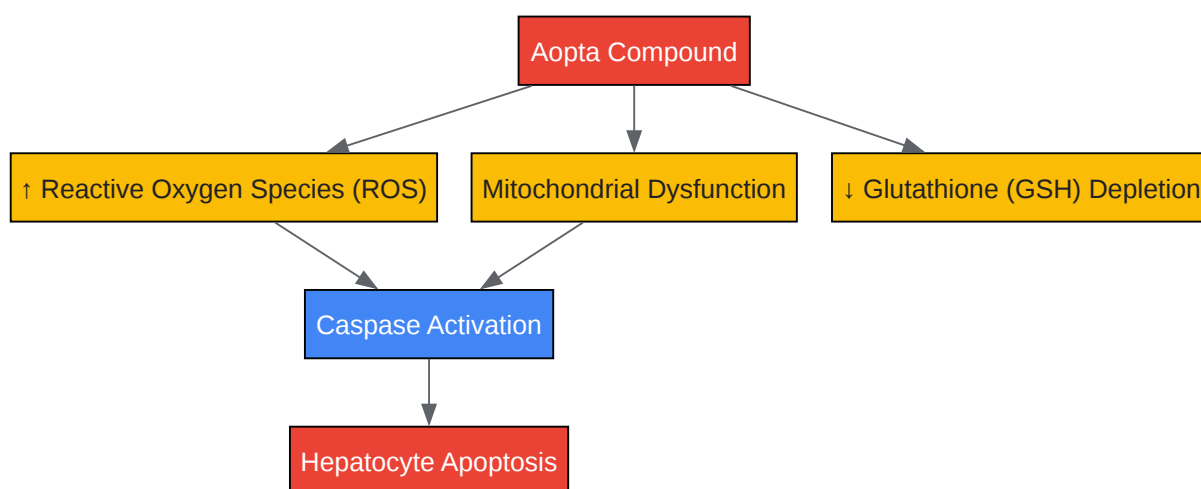 Aopta Compound
↑ Reactive Oxygen Species (ROS)
Mitochondrial Dysfunction
↓ Glutathione (GSH) Depletion
Caspase Activation
Hepatocyte Apoptosis